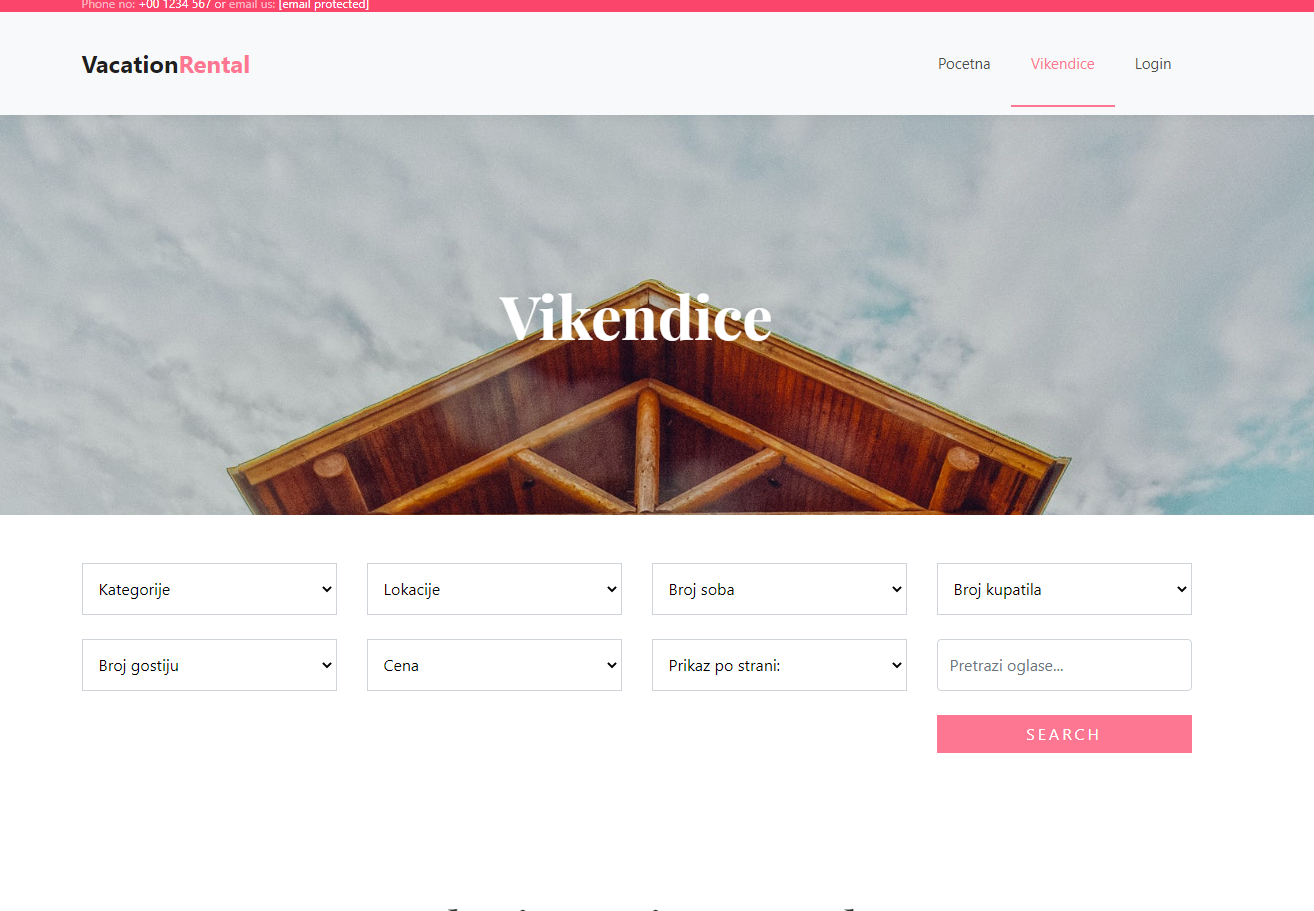 Phone no: +00 1234 567 or email us: [email protected]
VacationRental
Pocetna Vikendice Login
Vikendice
Kategorije Lokacije Broj soba Broj kupatila
Broj gostiju Cena Prikaz po strani: Pretrazi oglase...
SEARCH